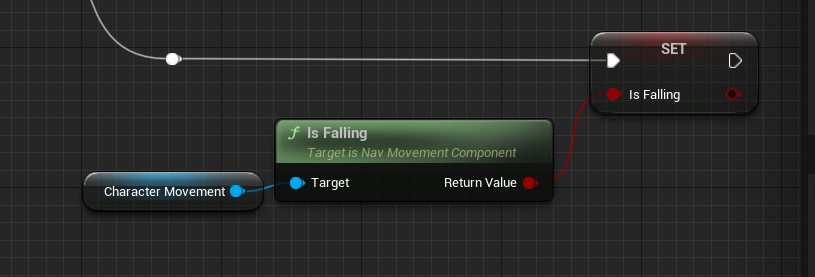 SET
Is Falling
f Is Falling
Target is Nav Movement Component
Target
Return Value
Character Movement